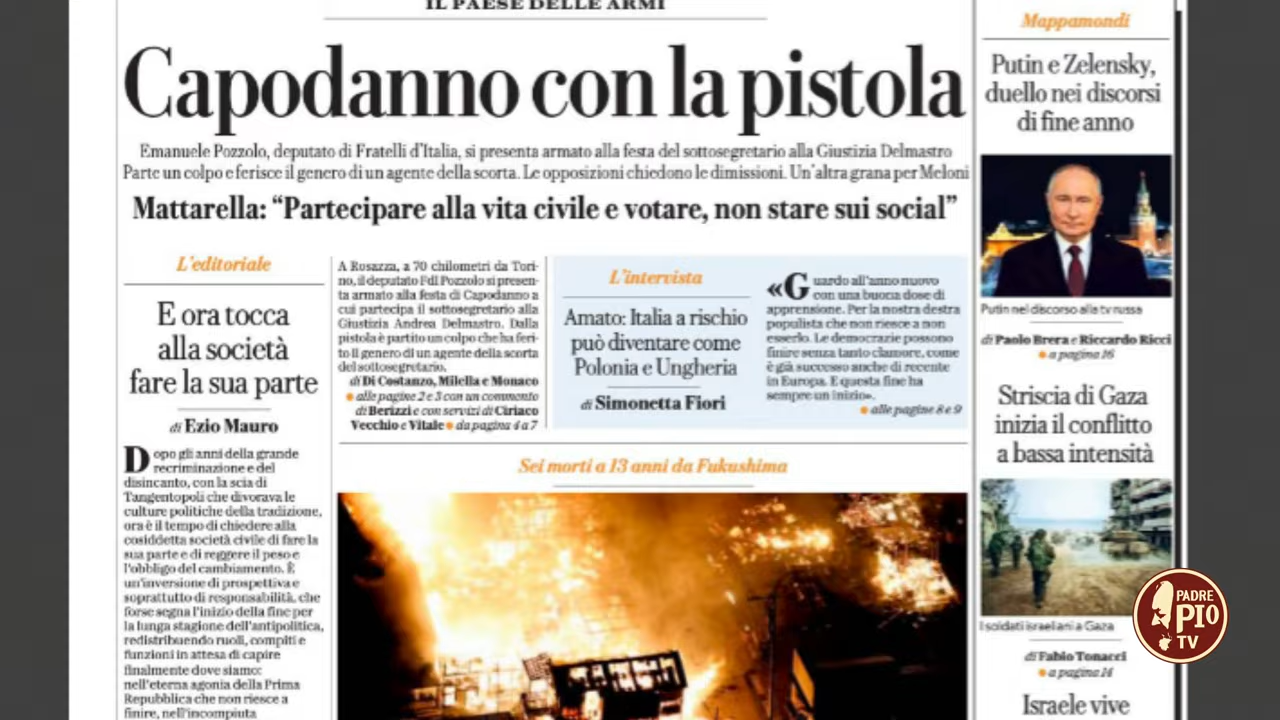 IL PAESE DELLE ARMI
Capodanno con la pistola
Emanuele Pozzolo, deputato di Fratelli d'Italia, si presenta armato alla festa del sottosegretario alla Giustizia Delmastro
Parte un colpo e ferisce il genero di un agente della scorta. Le opposizioni chiedono le dimissioni. Un'altra grana per Meloni
Mattarella: “Partecipare alla vita civile e votare, non stare sui social”
L'editoriale
E ora tocca
alla società
fare la sua parte
di Ezio Mauro
Dopo gli anni della grande
recriminazione e del
disincanto, con la scia di
Tangentopoli che divorava le
culture politiche della tradizione,
ora è il tempo di chiedere alla
cosiddetta società civile di fare la
sua parte e di reggere il peso e
l'obbligo del cambiamento. È
un'inversione di prospettiva e
soprattutto di responsabilità, che
forse segna l'inizio della fine per
la lunga stagione dell'antipolitica,
redistribuendo ruoli, compiti e
funzioni in attesa di capire
finalmente dove siamo:
nell'eterna agonia della Prima
Repubblica che non riesce a
finire, nell'incompiuta
A Rosazza, a 70 chilometri da Tori-
no, il deputato FdI Pozzolo si presen-
ta armato alla festa di Capodanno a
cui partecipa il sottosegretario alla
Giustizia Andrea Delmastro. Dalla
pistola è partito un colpo che ha feri-
to il genero di un agente della scorta
del sottosegretario.
di Di Costanzo, Milella e Monaco
● alle pagine 2 e 3 con un commento
di Berizzi e con servizi di Ciriaco
Vecchio e Vitale ● da pagina 4 a 7
L'intervista
Amato: Italia a rischio
può diventare come
Polonia e Ungheria
di Simonetta Fiori
«Guardo all'anno nuovo
con una buona dose di
apprensione. Per la nostra destra
populista che non riesce a non
esserlo. Le democrazie possono
finire senza tanto clamore, come
è già successo anche di recente
in Europa. E questa fine ha
sempre un inizio».
● alle pagine 8 e 9
Sei morti a 13 anni da Fukushima
Mappamondi
Putin e Zelensky,
duello nei discorsi
di fine anno
Putin nel discorso alla tv russa
di Paolo Brera e Riccardo Ricci
● a pagina 16
Striscia di Gaza
inizia il conflitto
a bassa intensità
I soldati israeliani a Gaza
di Fabio Tonacci
● a pagina 14
Israele vive
PADRE
PIO
TV